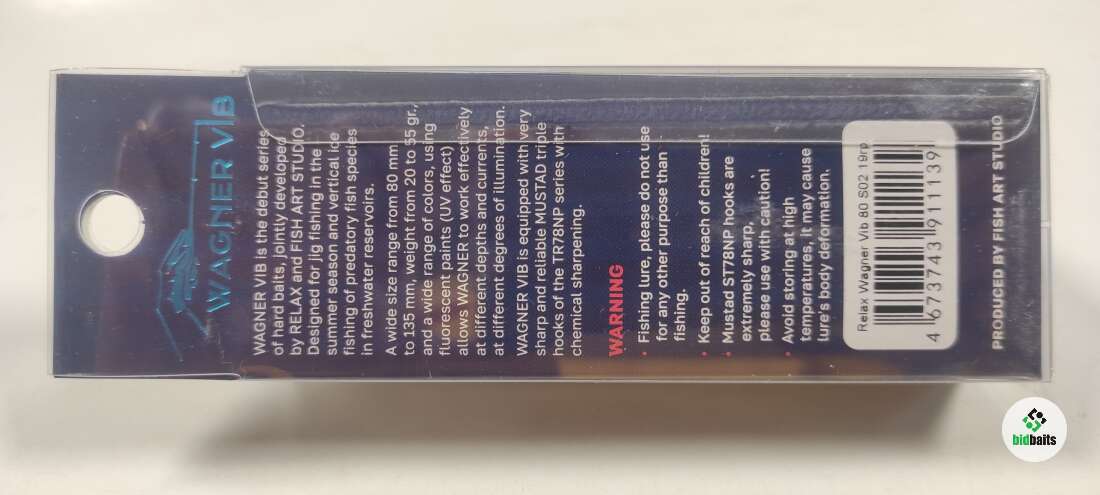 WAGNER VIB
WAGNER VIB is the debut series
of hard baits, jointly developed
by RELAX and FISH ART STUDIO.
Designed for jig fishing in the
summer season and vertical ice
fishing of predatory fish species
in freshwater reservoirs.
A wide size range from 80 mm
to 135 mm, weight from 20 to 55 gr.,
and a wide range of colors, using
fluorescent paints (UV effect)
allows WAGNER to work effectively
at different depths and currents,
at different degrees of illumination.
WAGNER VIB is equipped with very
sharp and reliable MUSTAD triple
hooks of the TR78NP series with
chemical sharpening.
WARNING
• Fishing lure, please do not use
for any other purpose than
fishing.
• Keep out of reach of children!
• Mustad ST78NP hooks are
extremely sharp,
please use with caution!
• Avoid storing at high
temperatures, it may cause
lure's body deformation.
Relax Wagner Vib 80 S02 19гр
4 673743 911139
PRODUCED BY FISH ART STUDIO
bidbaits